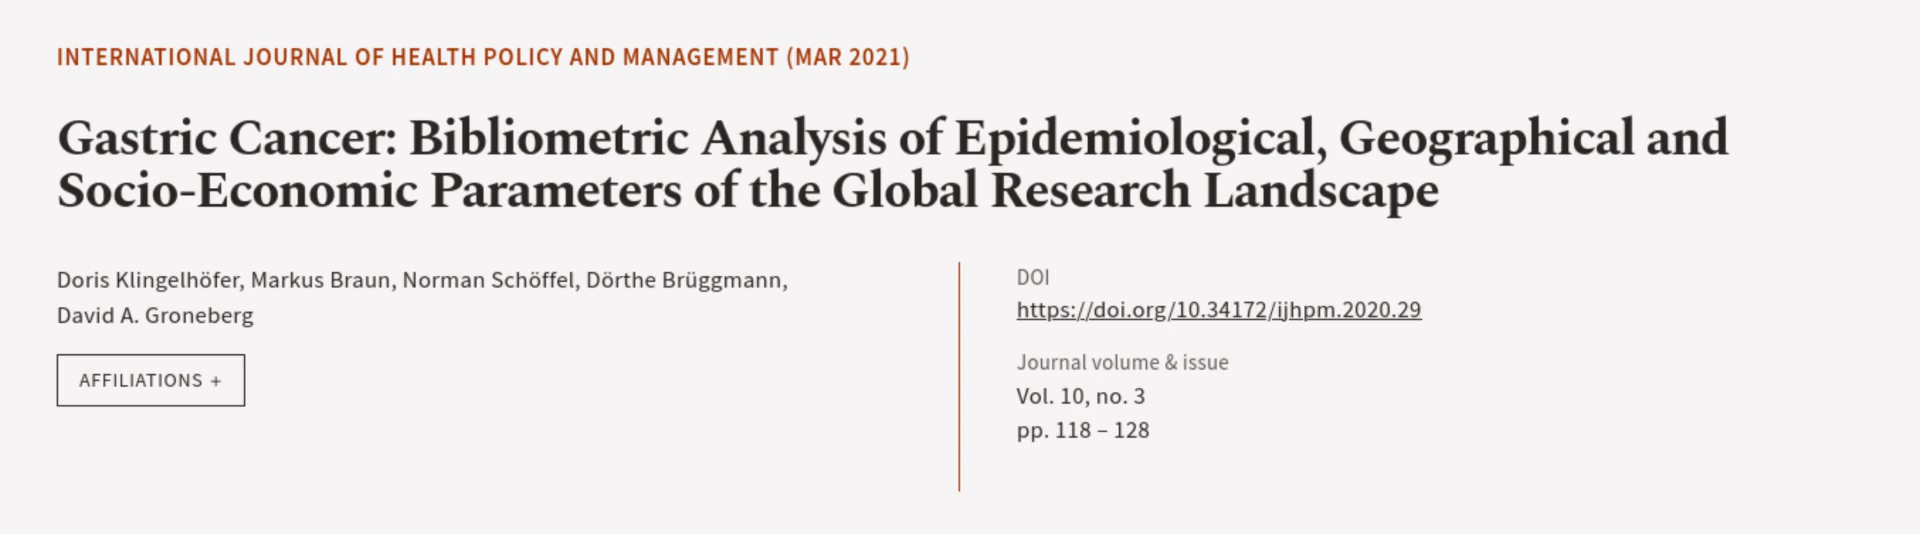 INTERNATIONAL JOURNAL OF HEALTH POLICY AND MANAGEMENT (MAR 2021)
Gastric Cancer: Bibliometric Analysis of Epidemiological, Geographical and
Socio-Economic Parameters of the Global Research Landscape
Doris Klingelhöfer, Markus Braun, Norman Schöffel, Dörthe Brüggmann,
David A. Groneberg
AFFILIATIONS +
DOI
https://doi.org/10.34172/ijhpm.2020.29
Journal volume & issue
Vol. 10, no. 3
pp. 118 – 128